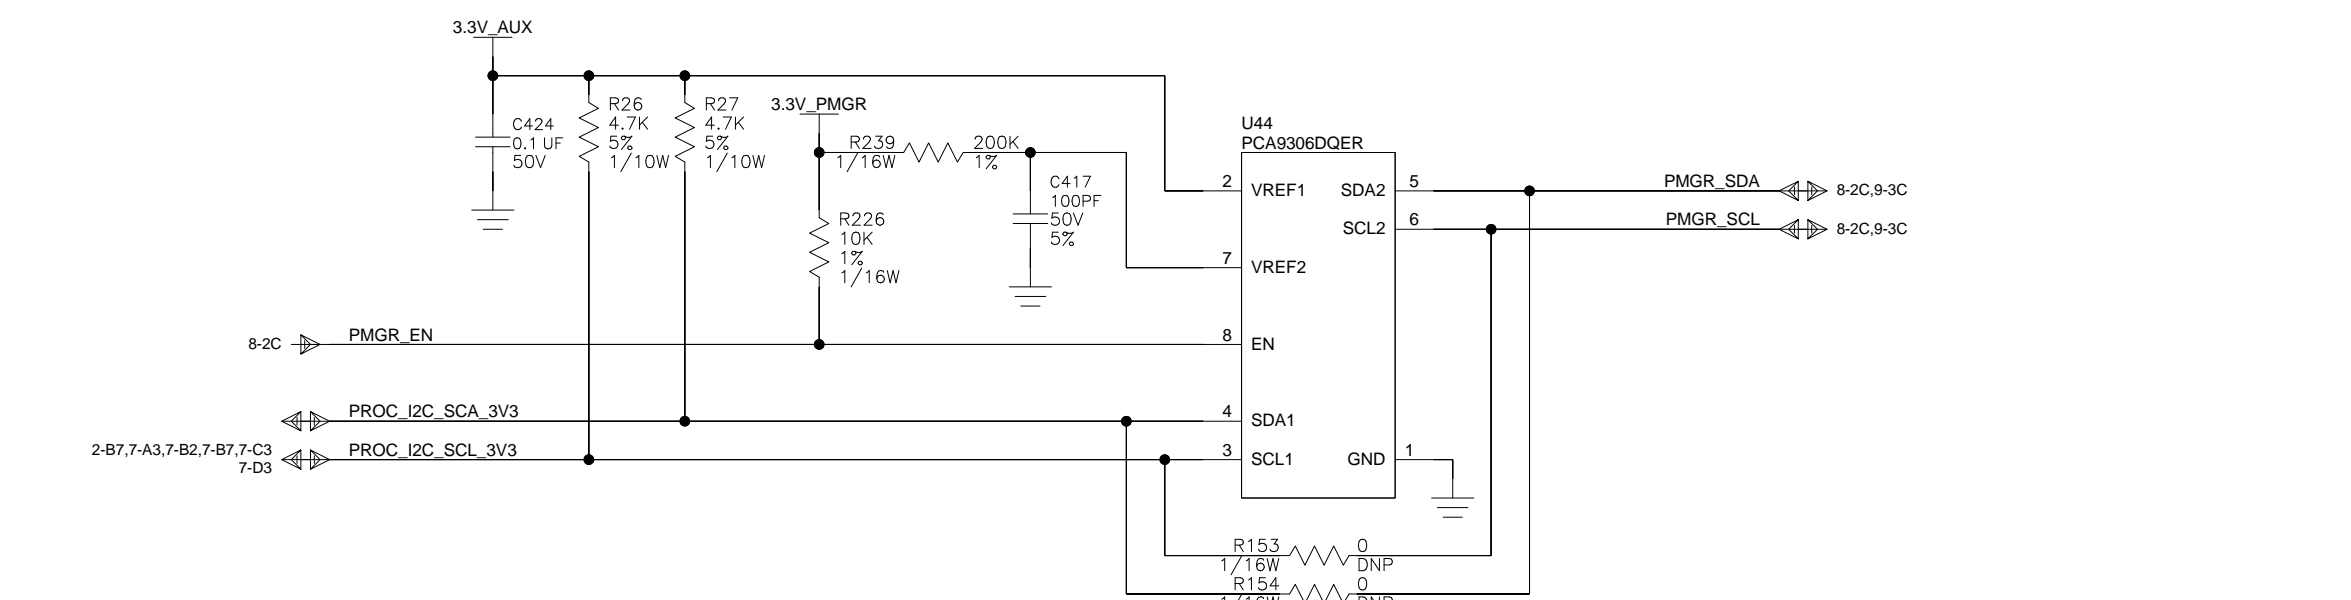 3.3V_AUX
C424
0.1 UF
50V
R26
4.7K
5%
1/10W
R27
4.7K
5%
1/10W
3.3V_PMGR
R239
1/16W
200K
1%
C417
100PF
50V
5%
R226
10K
1%
1/16W
U44
PCA9306DQER
2 VREF1 SDA2 5
SCL2 6
7 VREF2
8 EN
4 SDA1
3 SCL1 GND 1
PMGR_SDA 8-2C,9-3C
PMGR_SCL 8-2C,9-3C
8-2C PMGR_EN
PROC_I2C_SCA_3V3
2-B7,7-A3,7-B2,7-B7,7-C3
7-D3
PROC_I2C_SCL_3V3
R153 0
1/16W DNP
R154 0
1/16W DNP